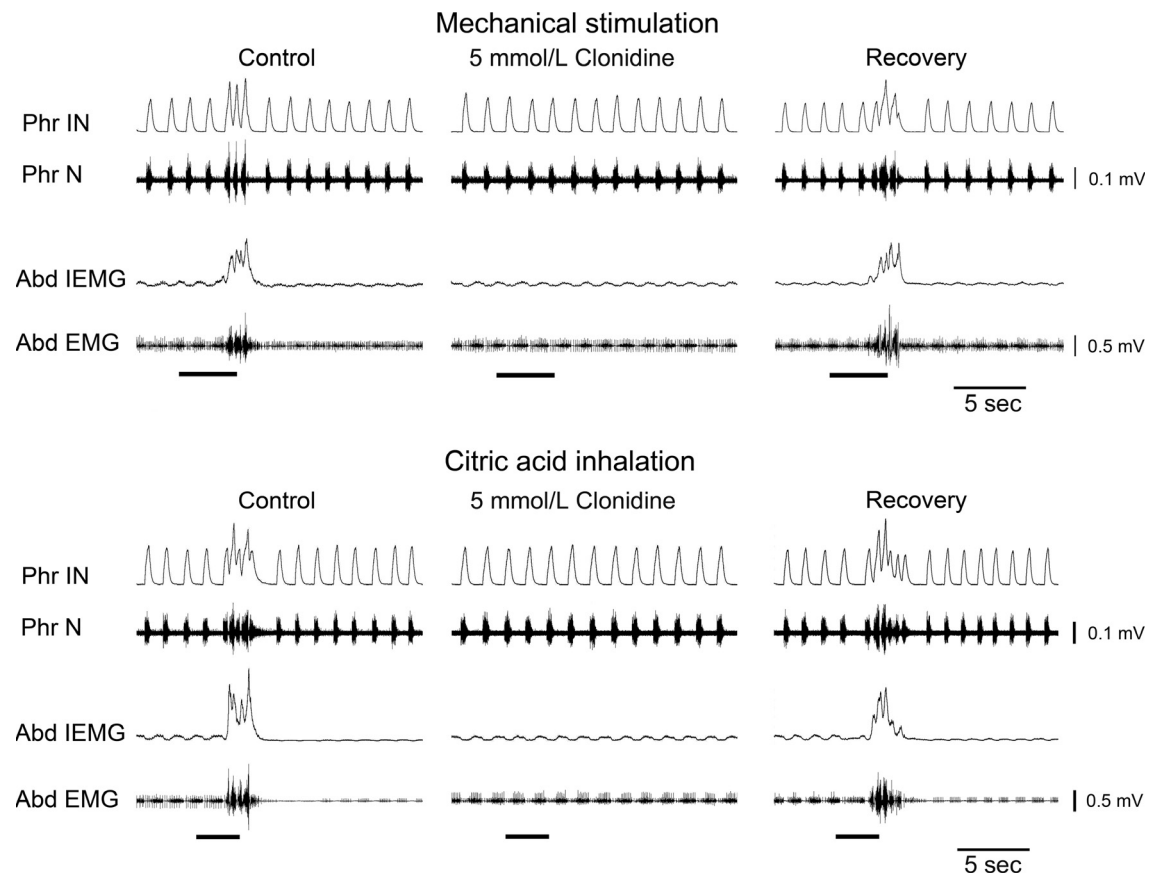 Mechanical stimulation
Control 5 mmol/L Clonidine Recovery
Phr IN
Phr N
0.1 mV
Abd IEMG
Abd EMG
0.5 mV
5 sec
Citric acid inhalation
Control 5 mmol/L Clonidine Recovery
Phr IN
Phr N
0.1 mV
Abd IEMG
Abd EMG
0.5 mV
5 sec